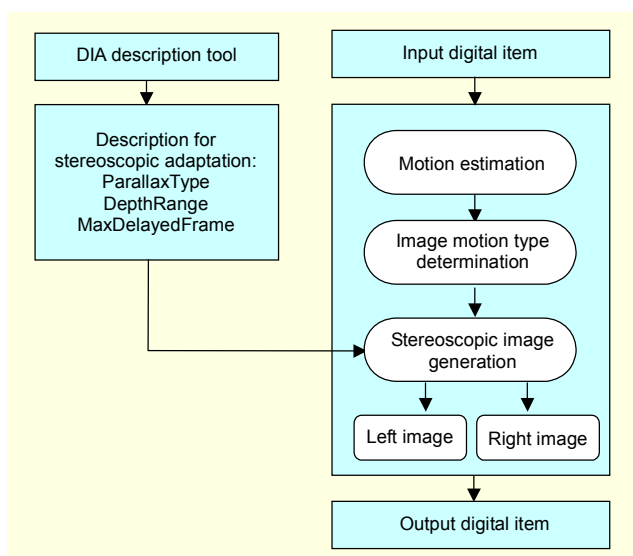 DIA description tool
Input digital item
Description for
stereoscopic adaptation:
ParallaxType
DepthRange
MaxDelayedFrame
Motion estimation
Image motion type
determination
Stereoscopic image
generation
Left image
Right image
Output digital item